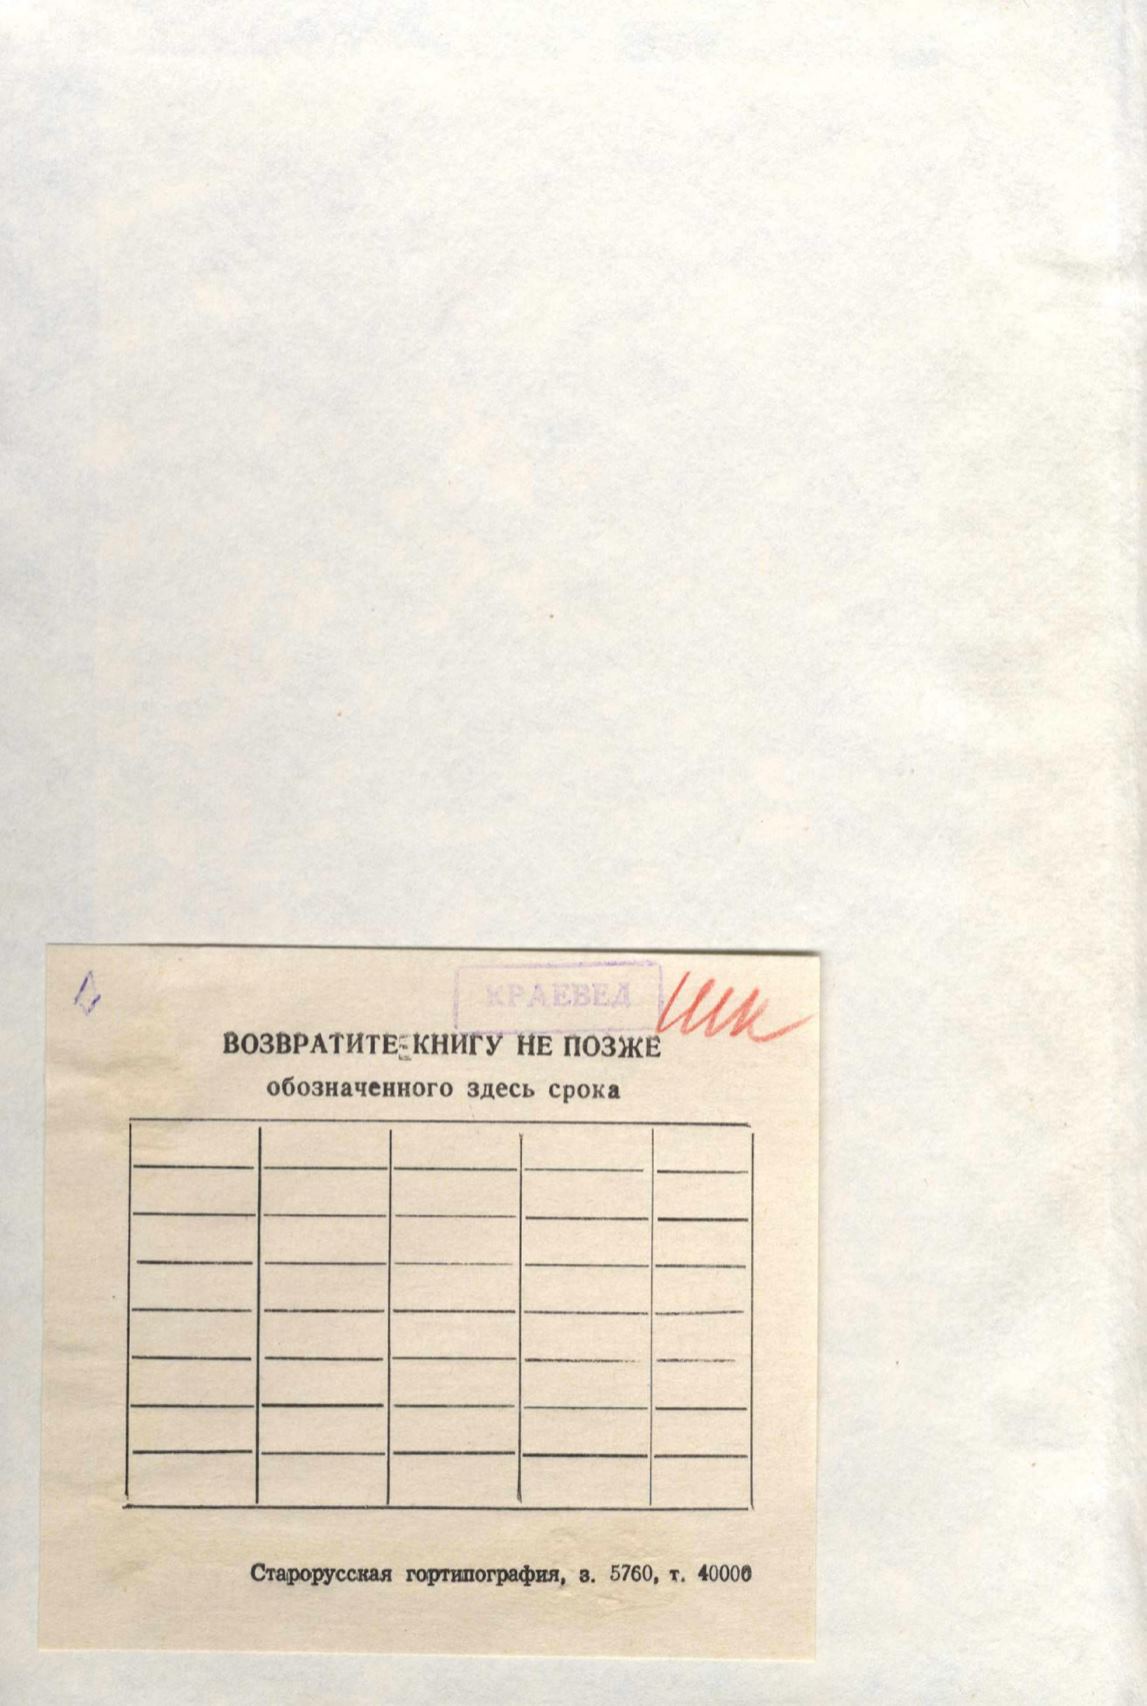 КРАЕВЕД
ВОЗВРАТИТЕ КНИГУ НЕ ПОЗЖЕ
обозначенного здесь срока
Старорусская гортипография, з. 5760, т. 40000